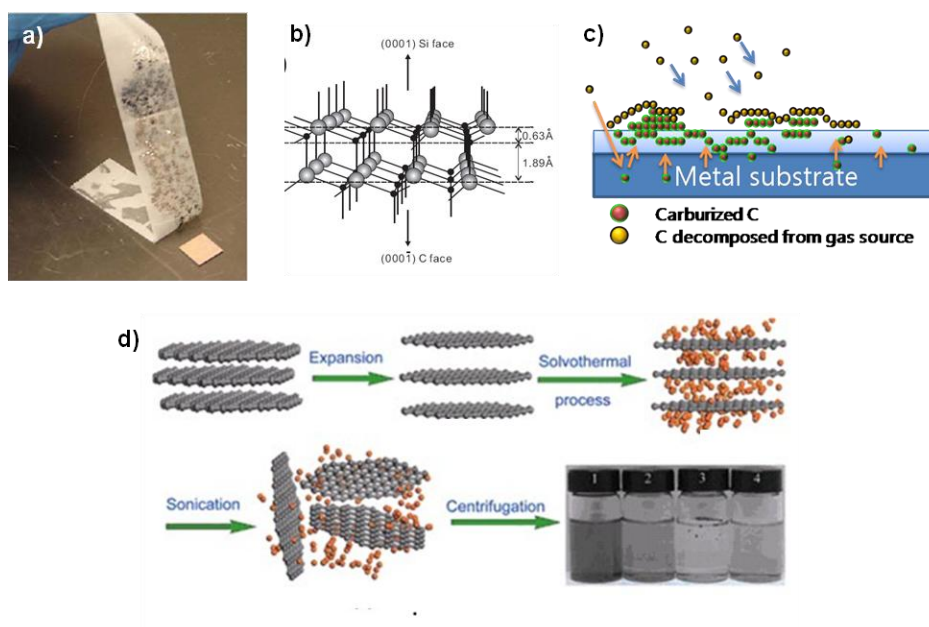 a)
b)
(0001) Si face
0.63Å
1.89Å
(0001̄) C face
c)
Metal substrate
Carburized C
C decomposed from gas source
d)
Expansion
Solvothermal
process
Sonication
Centrifugation
1 2 3 4